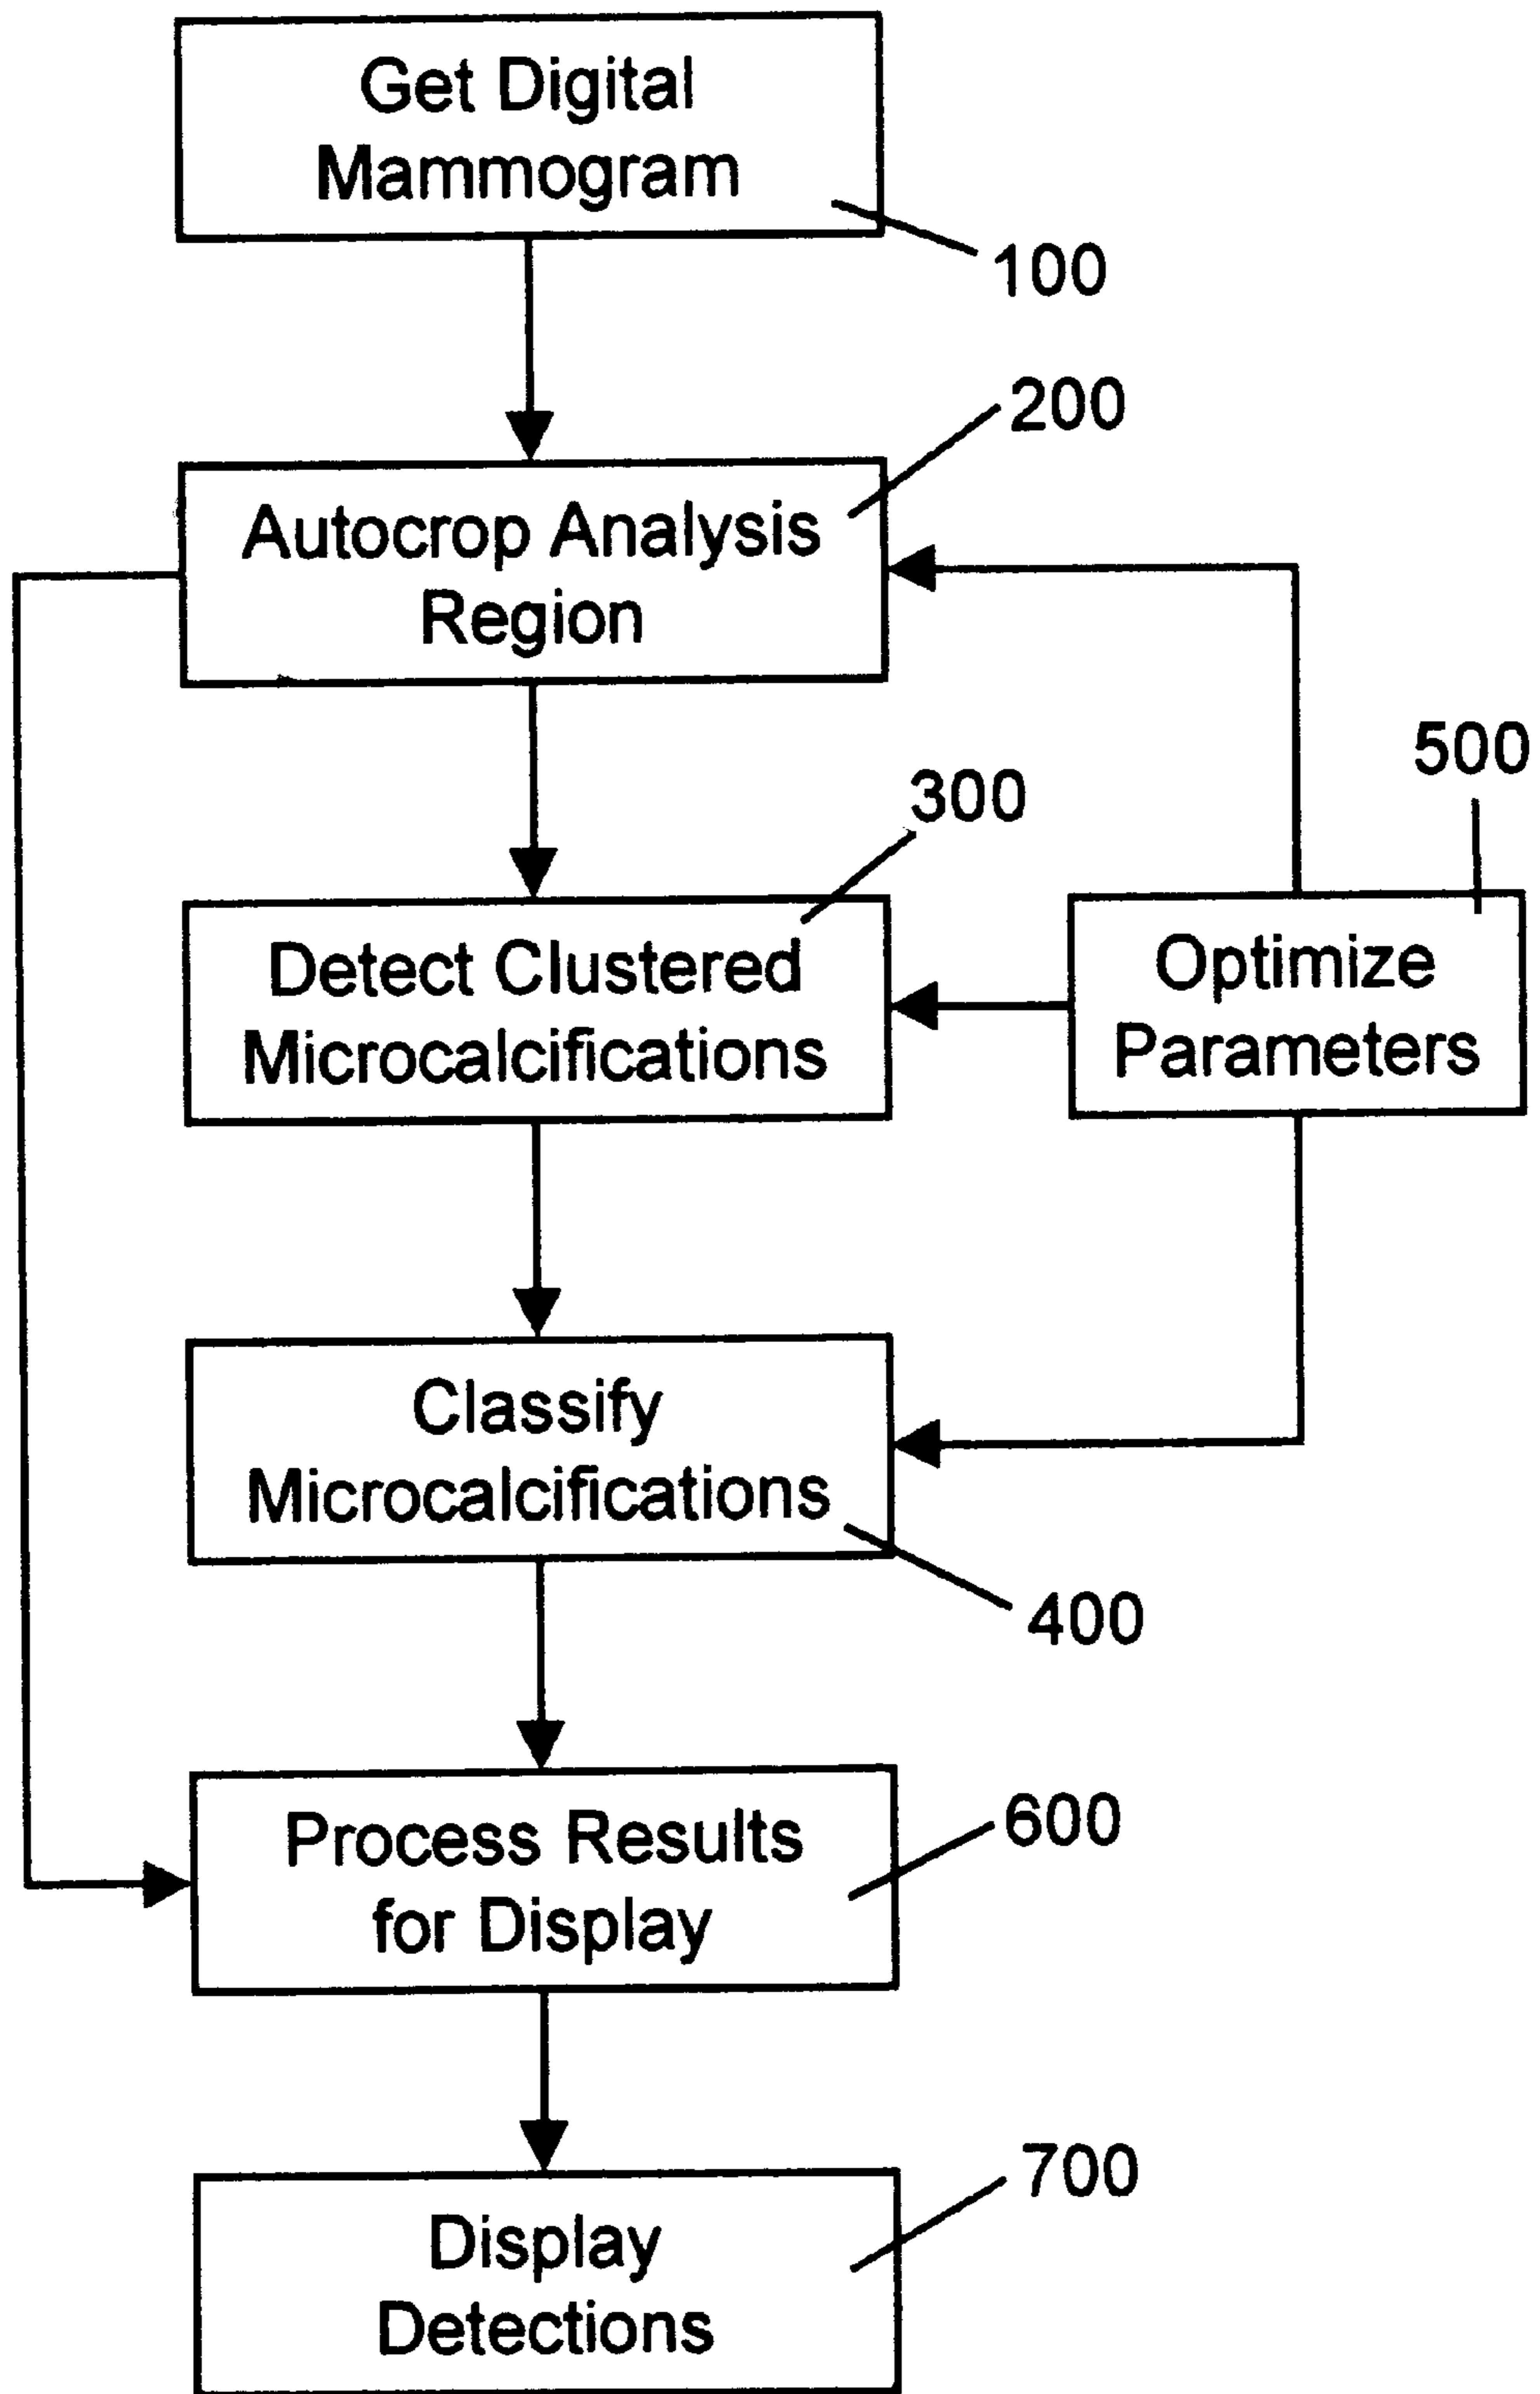 Get Digital
Mammogram
100
200
Autocrop Analysis
Region
500
300
Detect Clustered
Microcalcifications
Optimize
Parameters
Classify
Microcalcifications
400
600
Process Results
for Display
700
Display
Detections